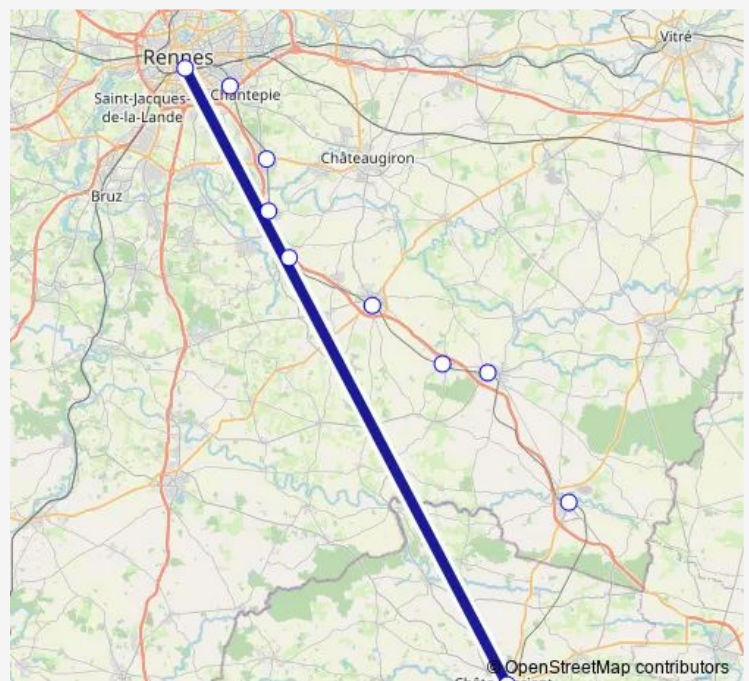 Rennes
Vitré
Saint-Jacques-
de-la-Lande
Chantepie
Châteaugiron
Bruz
© OpenStreetMap contributors